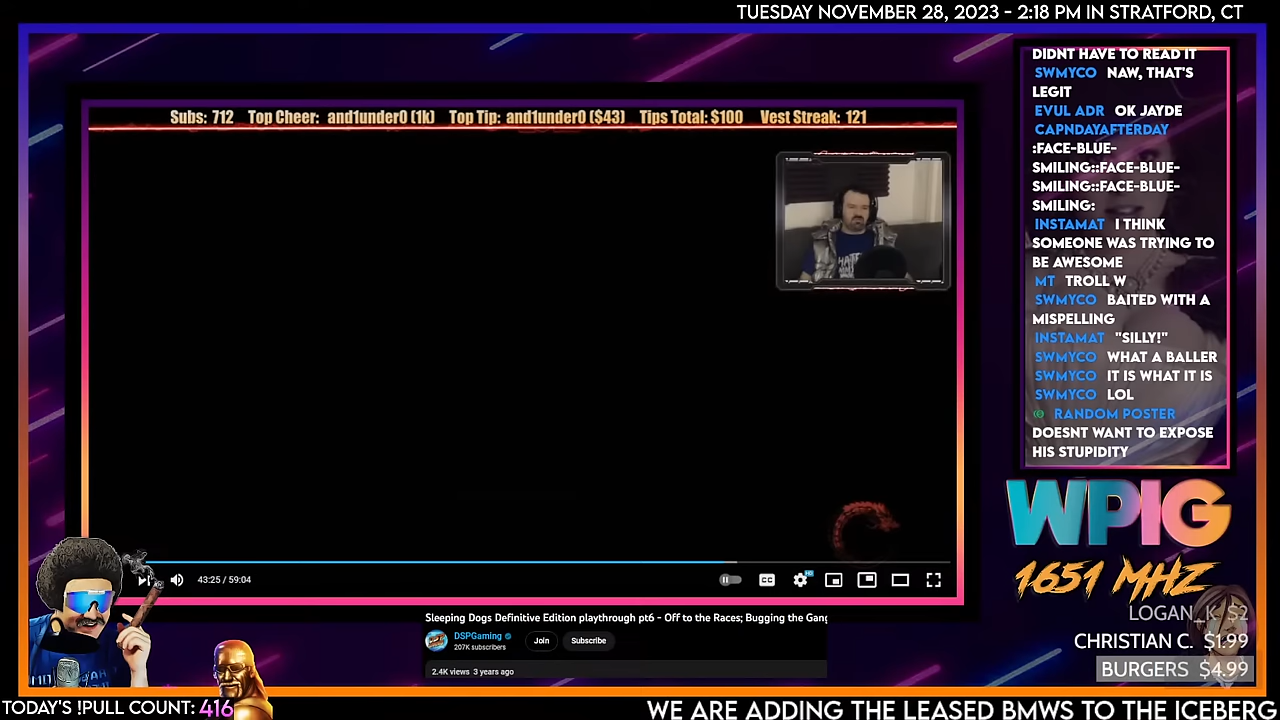 TUESDAY NOVEMBER 28, 2023 - 2:18 PM IN STRATFORD, CT
Subs: 712 Top Cheer: and1under0 (1k) Top Tip: and1under0 ($43) Tips Total: $100 Vest Streak: 121
DIDNT HAVE TO READ IT
SWMYCO NAW, THAT'S
LEGIT
EVUL ADR OK JAYDE
CAPNDAYAFTERDAY
:FACE-BLUE-
SMILING::FACE-BLUE-
SMILING::FACE-BLUE-
SMILING:
INSTAMAT I THINK
SOMEONE WAS TRYING TO
BE AWESOME
MT TROLL W
SWMYCO BAITED WITH A
MISPELLING
INSTAMAT "SILLY!"
SWMYCO WHAT A BALLER
SWMYCO IT IS WHAT IT IS
SWMYCO LOL
RANDOM POSTER
DOESNT WANT TO EXPOSE
HIS STUPIDITY
WPIG
1651 MHZ
LOGAN_K $2
CHRISTIAN C. $1.99
BURGERS $4.99
43:25 / 59:04
CC
HD
Sleeping Dogs Definitive Edition playthrough pt6 - Off to the Races; Bugging the Gang
DSPGaming
207K subscribers
Join
Subscribe
2.4K views 3 years ago
TODAY'S !PULL COUNT: 416
WE ARE ADDING THE LEASED BMWS TO THE ICEBERG